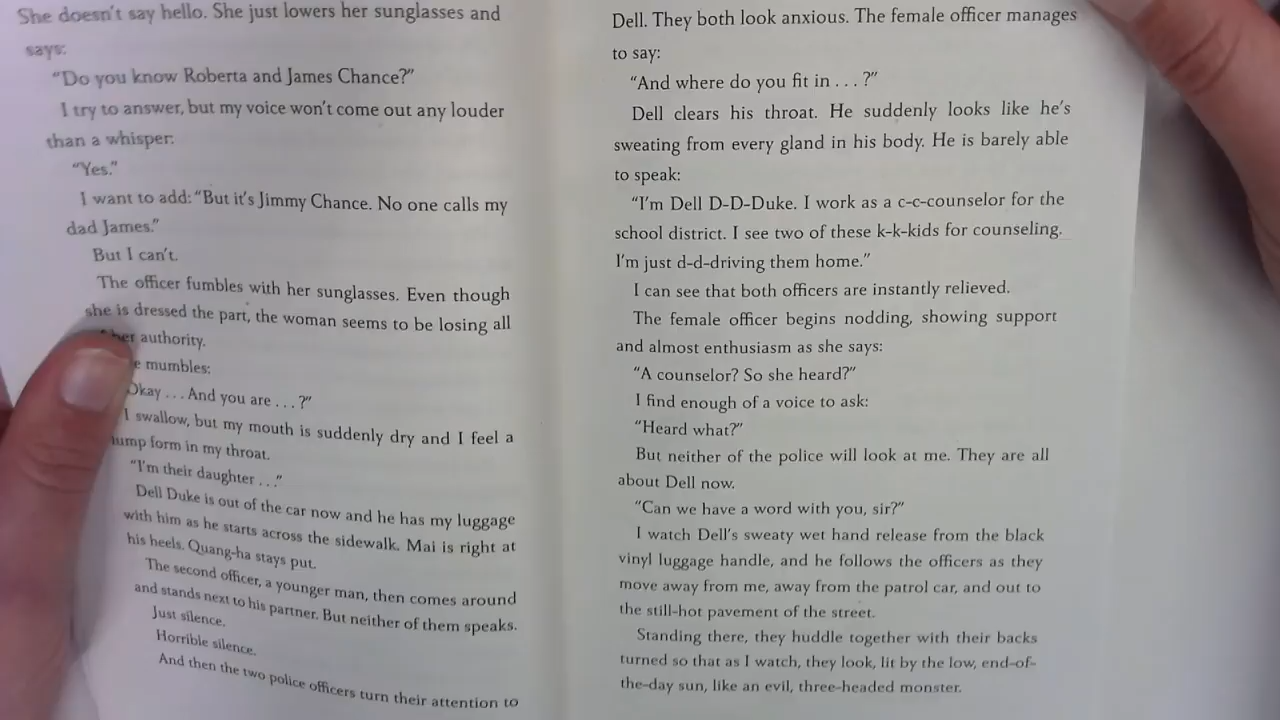 She doesn't say hello. She just lowers her sunglasses and
says:
"Do you know Roberta and James Chance?"
I try to answer, but my voice won't come out any louder
than a whisper:
"Yes."
I want to add: "But it's Jimmy Chance. No one calls my
dad James."
But I can't.
The officer fumbles with her sunglasses. Even though
she is dressed the part, the woman seems to be losing all
her authority.
mumbles:
Okay . . . And you are . . . ?"
I swallow, but my mouth is suddenly dry and I feel a
lump form in my throat.
"I'm their daughter . . ."
Dell Duke is out of the car now and he has my luggage
with him as he starts across the sidewalk. Mai is right at
his heels. Quang-ha stays put.
The second officer, a younger man, then comes around
and stands next to his partner. But neither of them speaks.
Just silence.
Horrible silence.
And then the two police officers turn their attention to
Dell. They both look anxious. The female officer manages
to say:
"And where do you fit in . . . ?"
Dell clears his throat. He suddenly looks like he's
sweating from every gland in his body. He is barely able
to speak:
"I'm Dell D-D-Duke. I work as a c-c-counselor for the
school district. I see two of these k-k-kids for counseling.
I'm just d-d-driving them home."
I can see that both officers are instantly relieved.
The female officer begins nodding, showing support
and almost enthusiasm as she says:
"A counselor? So she heard?"
I find enough of a voice to ask:
"Heard what?"
But neither of the police will look at me. They are all
about Dell now.
"Can we have a word with you, sir?"
I watch Dell's sweaty wet hand release from the black
vinyl luggage handle, and he follows the officers as they
move away from me, away from the patrol car, and out to
the still-hot pavement of the street.
Standing there, they huddle together with their backs
turned so that as I watch, they look, lit by the low, end-of-
the-day sun, like an evil, three-headed monster.